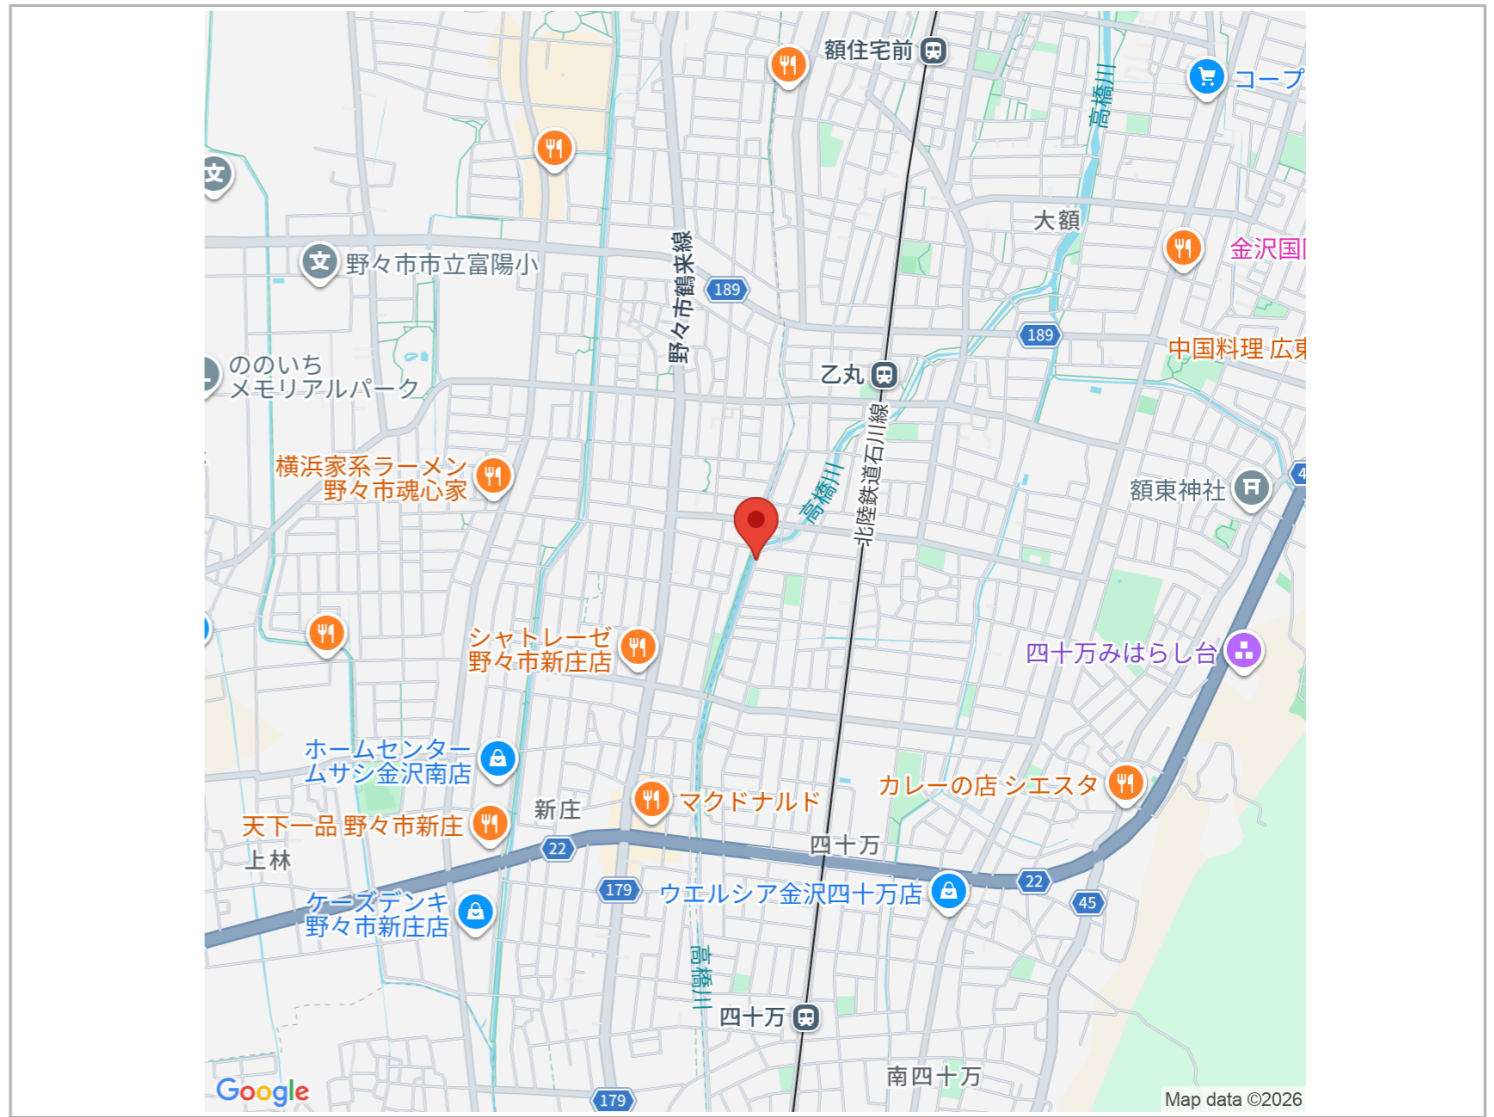 額住宅前
高橋川
コープ
文
大額
金沢国
文
野々市市立富陽小
野々市鶴来線
189
189
中国料理 広東
乙丸
ののいち
メモリアルパーク
北陸鉄道石川線
横浜家系ラーメン
野々市魂心家
高橋川
額東神社
4
シャトレーゼ
野々市新庄店
四十万みはらし台
ホームセンター
ムサシ金沢南店
カレーの店 シエスタ
マクドナルド
新庄
天下一品 野々市新庄
四十万
22
上林
22
179
ウエルシア金沢四十万店
45
ケーズデンキ
野々市新庄店
高橋川
四十万
南四十万
Google
179
Map data ©2026